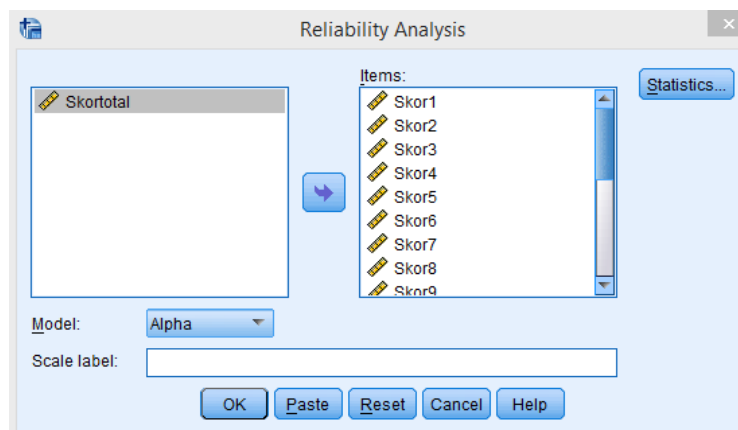 Reliability Analysis
Items:
Skortotal
Skor1
Skor2
Skor3
Skor4
Skor5
Skor6
Skor7
Skor8
Skor9
Statistics...
Model:
Alpha
Scale label:
OK
Paste
Reset
Cancel
Help